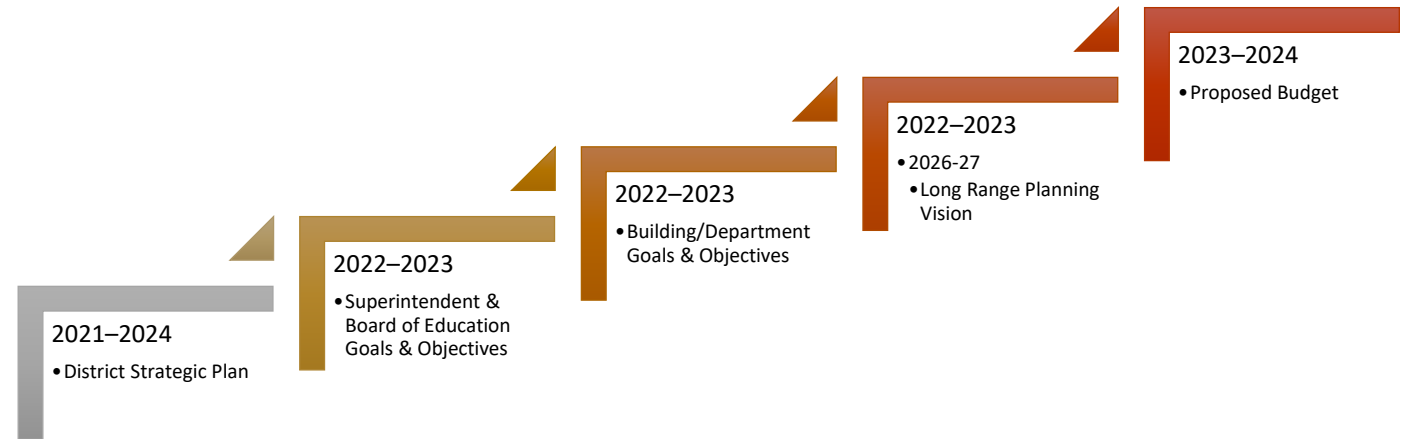 2021–2024
•District Strategic Plan
2022–2023
•Superintendent &
Board of Education
Goals & Objectives
2022–2023
•Building/Department
Goals & Objectives
2022–2023
•2026-27
•Long Range Planning
Vision
2023–2024
•Proposed Budget